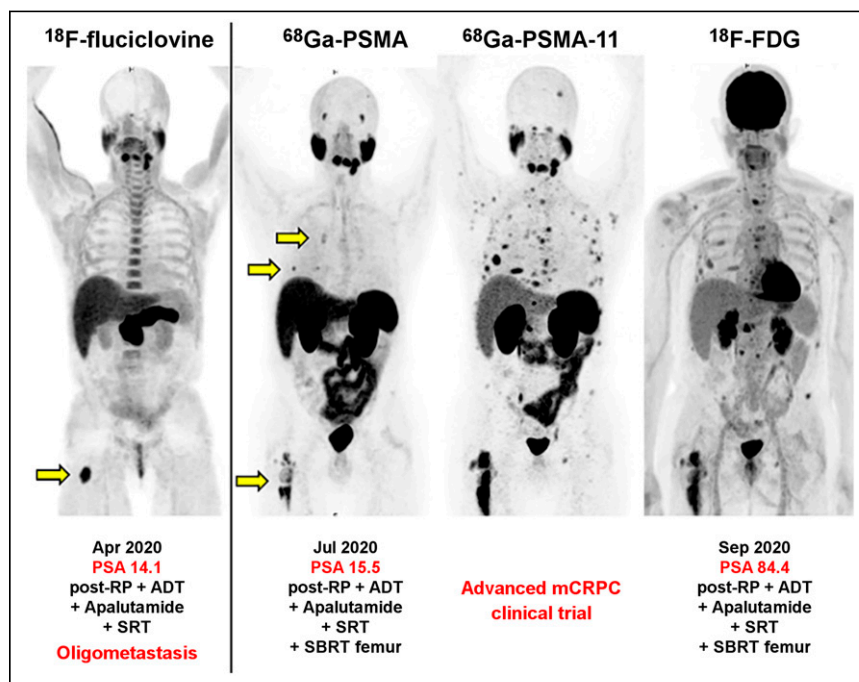 18F-fluciclovine
68Ga-PSMA
68Ga-PSMA-11
18F-FDG
Apr 2020
PSA 14.1
post-RP + ADT
+ Apalutamide
+ SRT
Oligometastasis
Jul 2020
PSA 15.5
post-RP + ADT
+ Apalutamide
+ SRT
+ SBRT femur
Advanced mCRPC
clinical trial
Sep 2020
PSA 84.4
post-RP + ADT
+ Apalutamide
+ SRT
+ SBRT femur